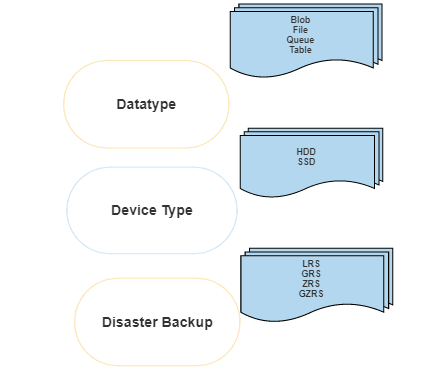 Blob
File
Queue
Table
Datatype
HDD
SSD
Device Type
LRS
GRS
ZRS
GZRS
Disaster Backup